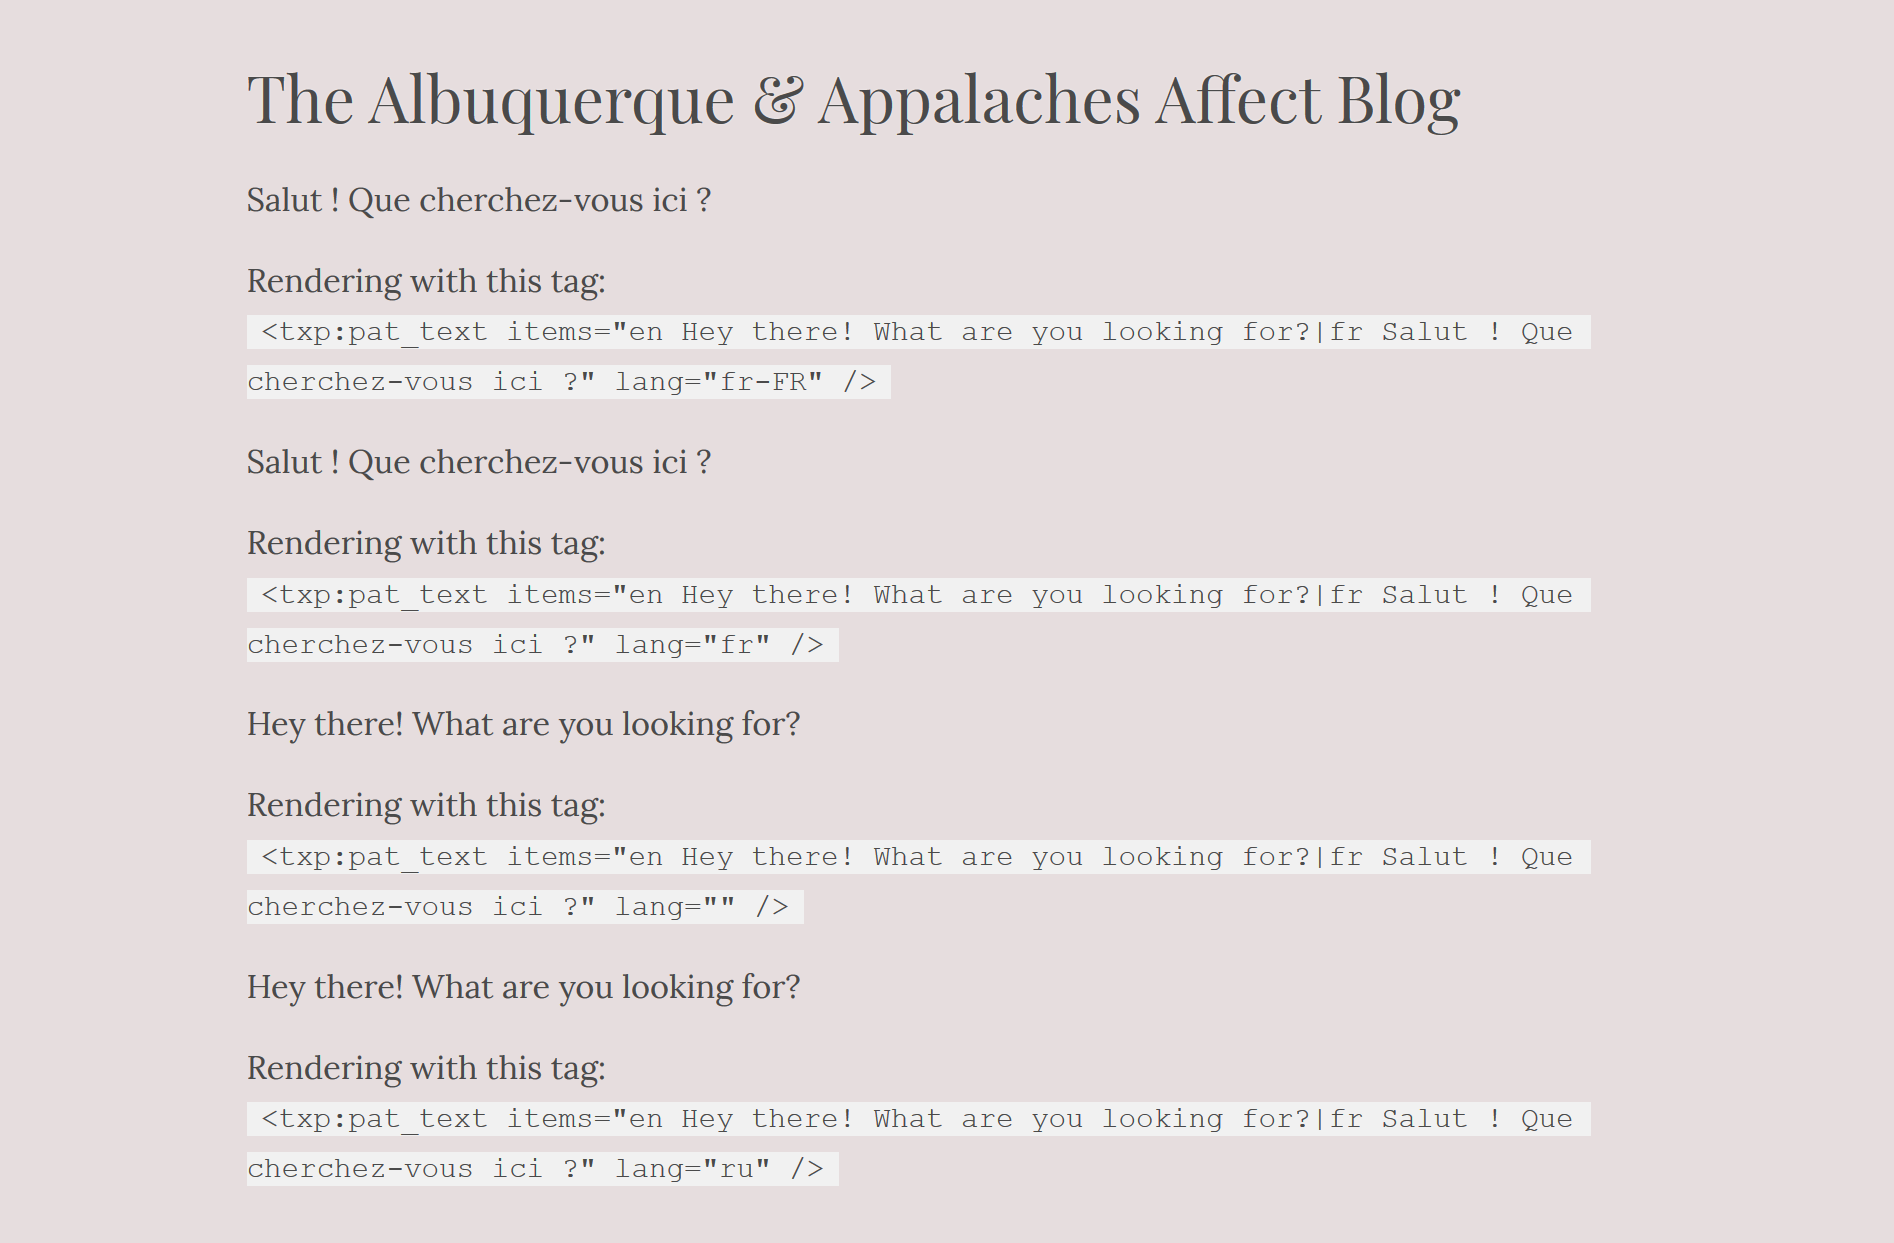 The Albuquerque & Appalaches Affect Blog
Salut ! Que cherchez-vous ici ?
Rendering with this tag:
<txp:pat_text items="en Hey there! What are you looking for?|fr Salut ! Que
cherchez-vous ici ?" lang="fr-FR" />
Salut ! Que cherchez-vous ici ?
Rendering with this tag:
<txp:pat_text items="en Hey there! What are you looking for?|fr Salut ! Que
cherchez-vous ici ?" lang="fr" />
Hey there! What are you looking for?
Rendering with this tag:
<txp:pat_text items="en Hey there! What are you looking for?|fr Salut ! Que
cherchez-vous ici ?" lang="" />
Hey there! What are you looking for?
Rendering with this tag:
<txp:pat_text items="en Hey there! What are you looking for?|fr Salut ! Que
cherchez-vous ici ?" lang="ru" />